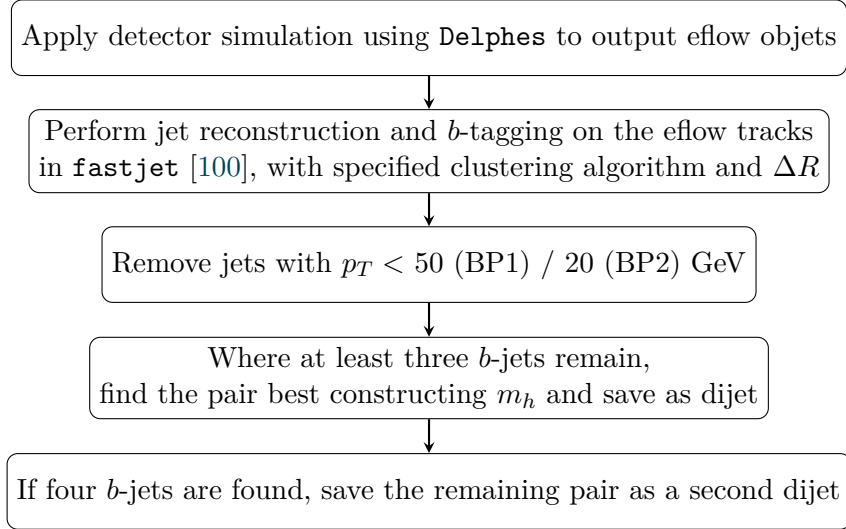 Apply detector simulation using Delphes to output eflow objets
Perform jet reconstruction and b-tagging on the eflow tracks
in fastjet [100], with specified clustering algorithm and ΔR
Remove jets with p_T < 50 (BP1) / 20 (BP2) GeV
Where at least three b-jets remain,
find the pair best constructing m_h and save as dijet
If four b-jets are found, save the remaining pair as a second dijet